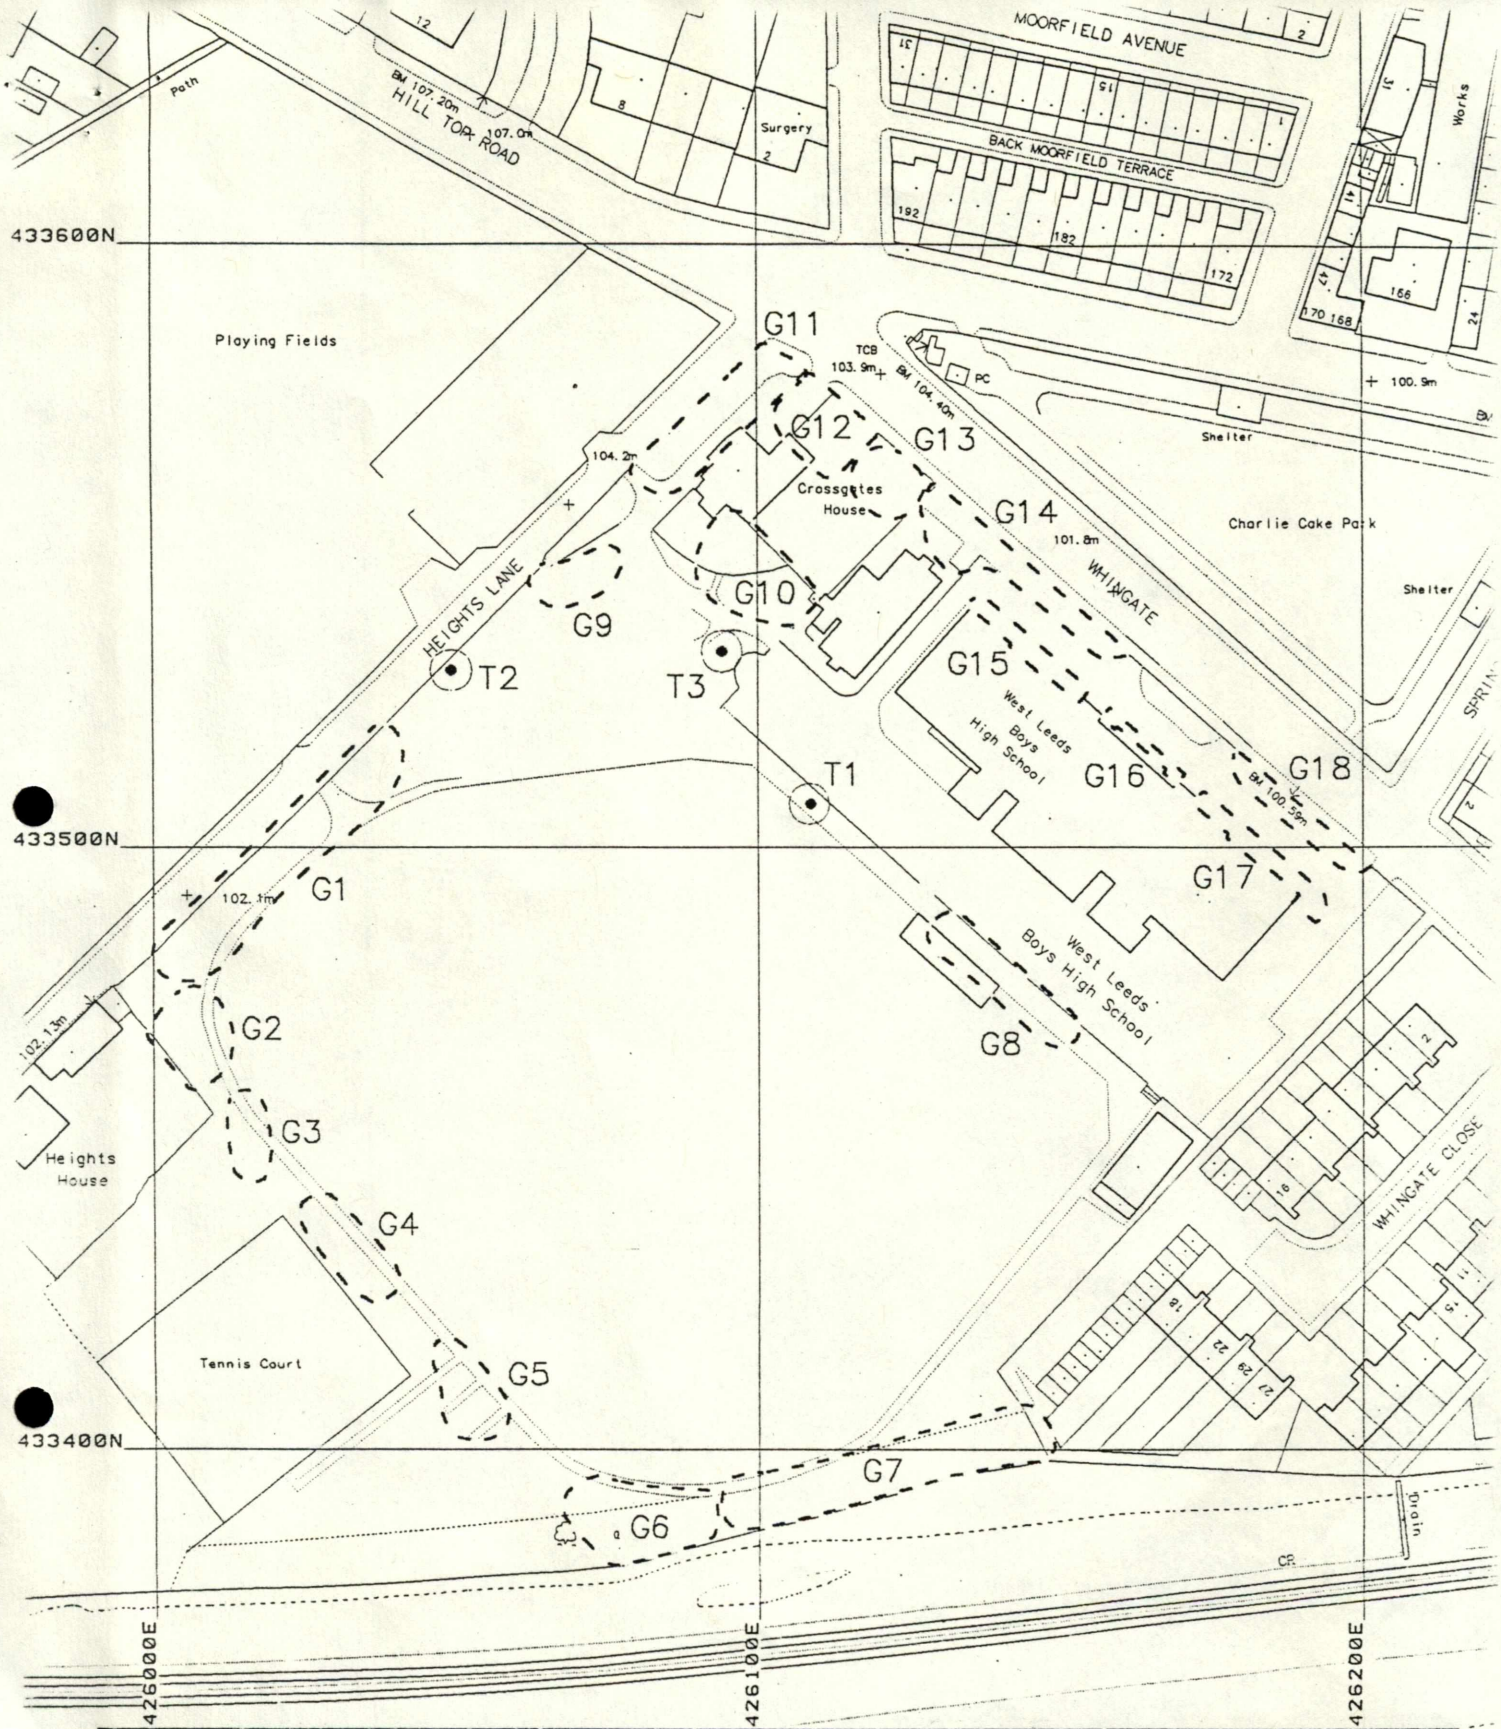 MOORFIELD AVENUE
12
2
31
15
1
31
Works
Path
BM 107.20m
HILL TOP ROAD
107.0m
8
Surgery
2
BACK MOORFIELD TERRACE
41
192
182
172
47
166
170 168
24
433600N
Playing Fields
G11
TCB
103.9m
BM 104.40m
PC
100.9m
G12
G13
Shelter
104.2m
Crossgates
House
G14
101.8m
Charlie Cake Park
WHINGATE
Shelter
HEIGHTS LANE
G9
G10
T2
T3
G15
West Leeds
Boys
High School
G16
G18
BM 100.59m
T1
2
433500N
G1
102.1m
G17
West Leeds
Boys High School
102.13m
G2
G8
2
G3
Heights
House
16
WHINGATE CLOSE
G4
18
22
29
27
11
15
Tennis Court
G5
433400N
G7
G6
Drain
CR
426000E
426100E
426200E